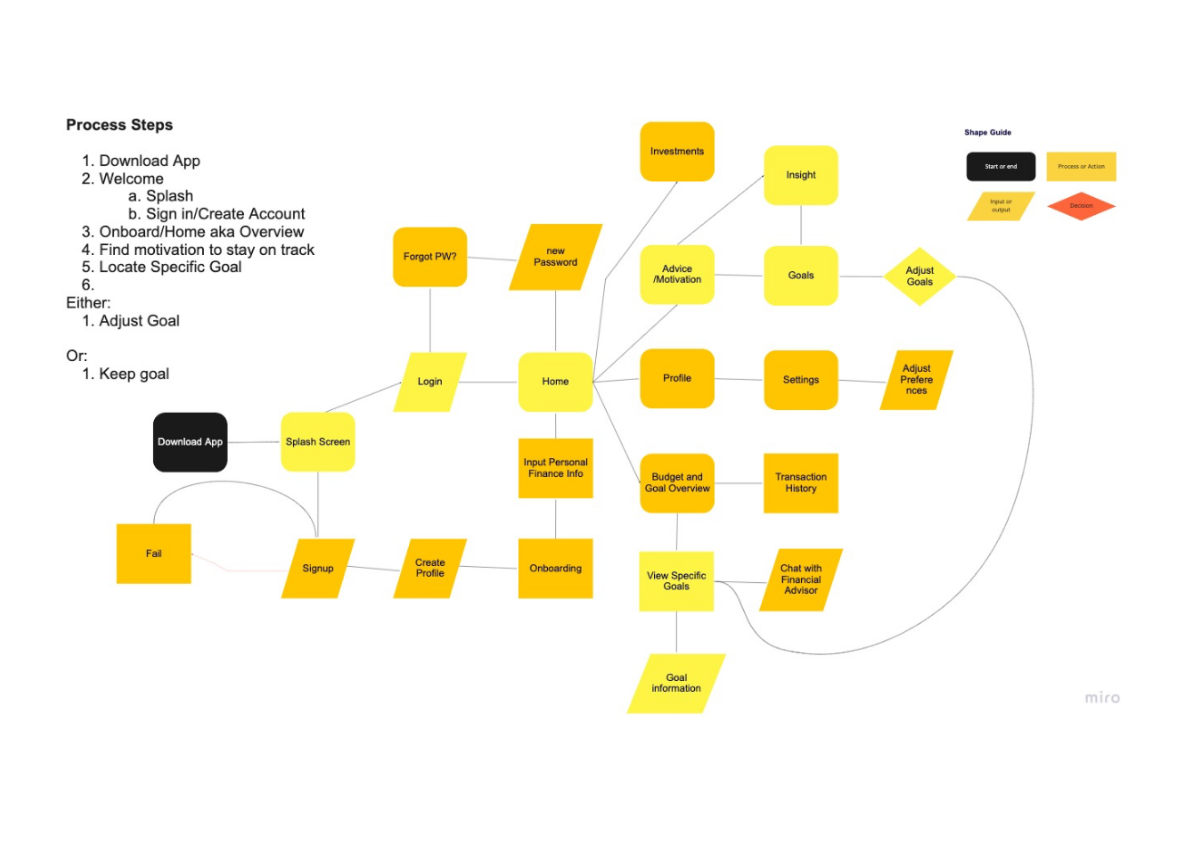 Process Steps
1. Download App
2. Welcome
a. Splash
b. Sign in/Create Account
3. Onboard/Home aka Overview
4. Find motivation to stay on track
5. Locate Specific Goal
6.
Either:
1. Adjust Goal
Or:
1. Keep goal
Shape Guide
Start or end
Process or Action
Input or
output
Decision
Investments
Insight
Forgot PW?
new
Password
Advice
/Motivation
Goals
Adjust
Goals
Login
Home
Profile
Settings
Adjust
Prefere
nces
Download App
Splash Screen
Input Personal
Finance Info
Budget and
Goal Overview
Transaction
History
Fail
Signup
Create
Profile
Onboarding
View Specific
Goals
Chat with
Financial
Advisor
Goal
information
miro